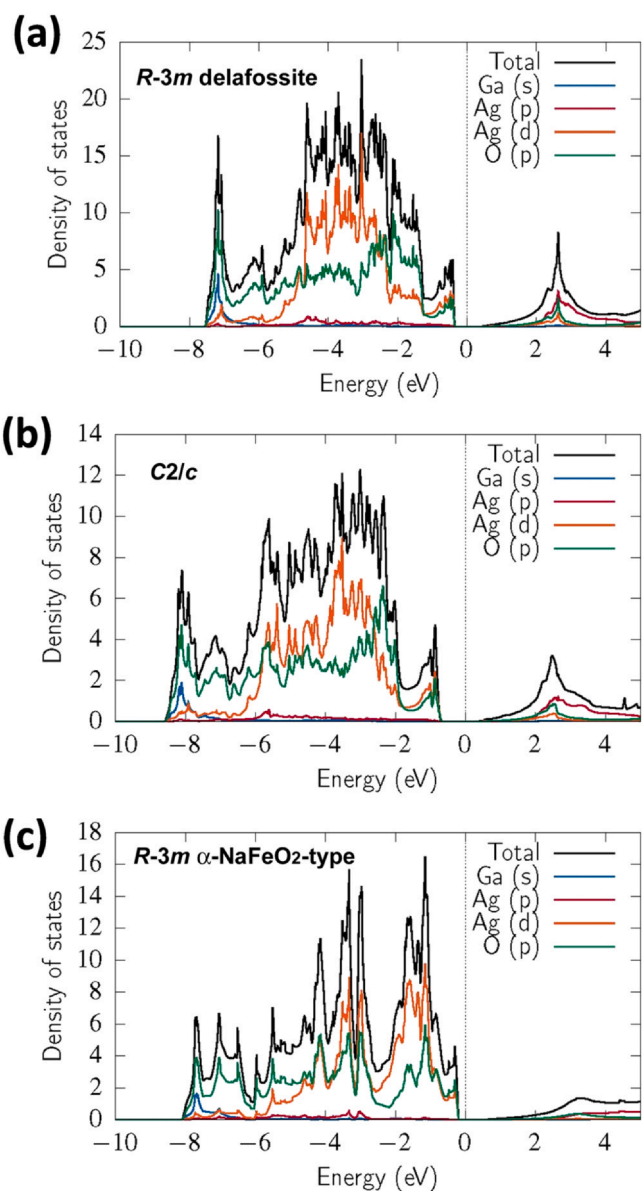 (a)
R-3m delafossite
Total
Ga (s)
Ag (p)
Ag (d)
O (p)
Density of states
25
20
15
10
5
0
−10 −8 −6 −4 −2 0 2 4
Energy (eV)
(b)
C2/c
Total
Ga (s)
Ag (p)
Ag (d)
O (p)
Density of states
14
12
10
8
6
4
2
0
−10 −8 −6 −4 −2 0 2 4
Energy (eV)
(c)
R-3m α-NaFeO2-type
Total
Ga (s)
Ag (p)
Ag (d)
O (p)
Density of states
18
16
14
12
10
8
6
4
2
0
−10 −8 −6 −4 −2 0 2 4
Energy (eV)